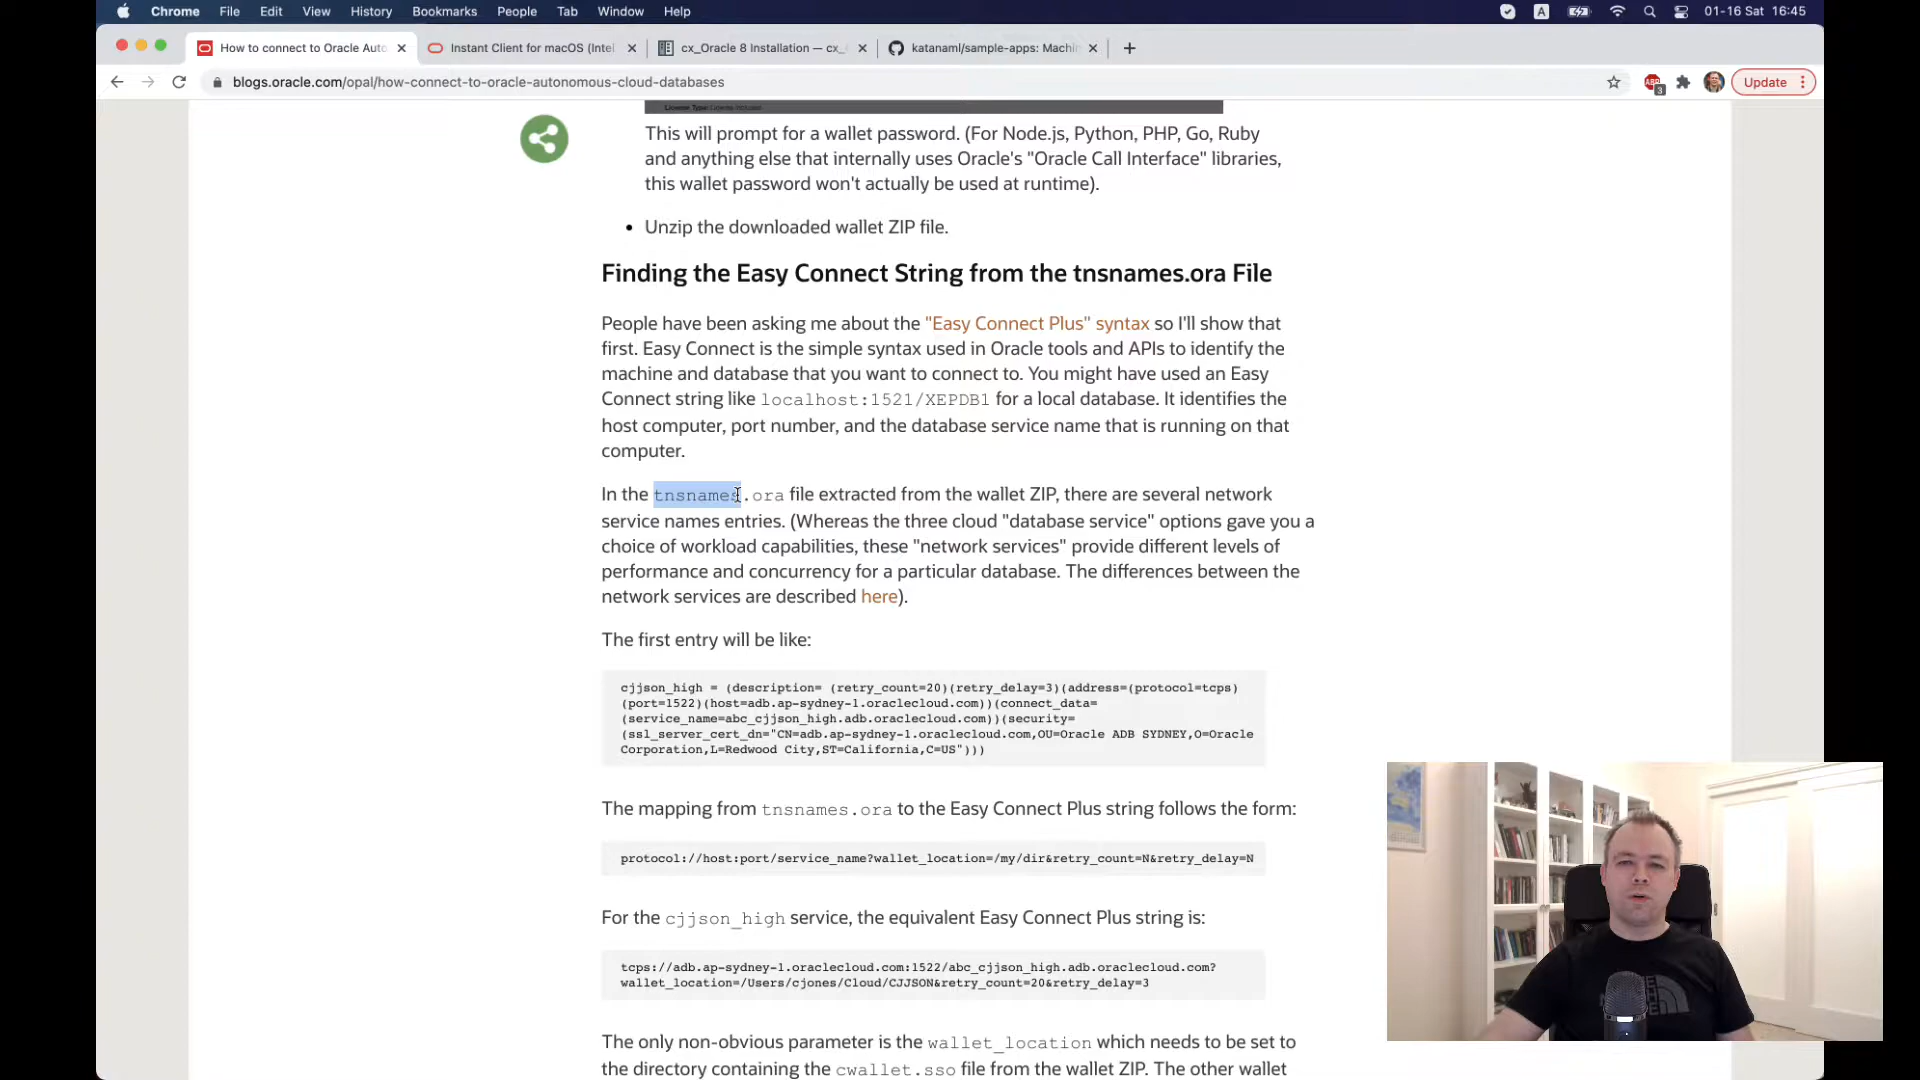 Chrome File Edit View History Bookmarks People Tab Window Help
A
01-16 Sat 16:45
How to connect to Oracle Auto
Instant Client for macOS (Intel
cx_Oracle 8 Installation — cx_
katanaml/sample-apps: Machin
blogs.oracle.com/opal/how-connect-to-oracle-autonomous-cloud-databases
ABP
3
Update
This will prompt for a wallet password. (For Node.js, Python, PHP, Go, Ruby
and anything else that internally uses Oracle's "Oracle Call Interface" libraries,
this wallet password won't actually be used at runtime).
• Unzip the downloaded wallet ZIP file.
Finding the Easy Connect String from the tnsnames.ora File
People have been asking me about the "Easy Connect Plus" syntax so I'll show that
first. Easy Connect is the simple syntax used in Oracle tools and APIs to identify the
machine and database that you want to connect to. You might have used an Easy
Connect string like localhost:1521/XEPDB1 for a local database. It identifies the
host computer, port number, and the database service name that is running on that
computer.
In the tnsnames.ora file extracted from the wallet ZIP, there are several network
service names entries. (Whereas the three cloud "database service" options gave you a
choice of workload capabilities, these "network services" provide different levels of
performance and concurrency for a particular database. The differences between the
network services are described here).
The first entry will be like:
cjjson_high = (description= (retry_count=20)(retry_delay=3)(address=(protocol=tcps)
(port=1522)(host=adb.ap-sydney-1.oraclecloud.com))(connect_data=
(service_name=abc_cjjson_high.adb.oraclecloud.com))(security=
(ssl_server_cert_dn="CN=adb.ap-sydney-1.oraclecloud.com,OU=Oracle ADB SYDNEY,O=Oracle
Corporation,L=Redwood City,ST=California,C=US")))
The mapping from tnsnames.ora to the Easy Connect Plus string follows the form:
protocol://host:port/service_name?wallet_location=/my/dir&retry_count=N&retry_delay=N
For the cjjson_high service, the equivalent Easy Connect Plus string is:
tcps://adb.ap-sydney-1.oraclecloud.com:1522/abc_cjjson_high.adb.oraclecloud.com?
wallet_location=/Users/cjones/Cloud/CJJSON&retry_count=20&retry_delay=3
The only non-obvious parameter is the wallet_location which needs to be set to
the directory containing the cwallet.sso file from the wallet ZIP. The other wallet